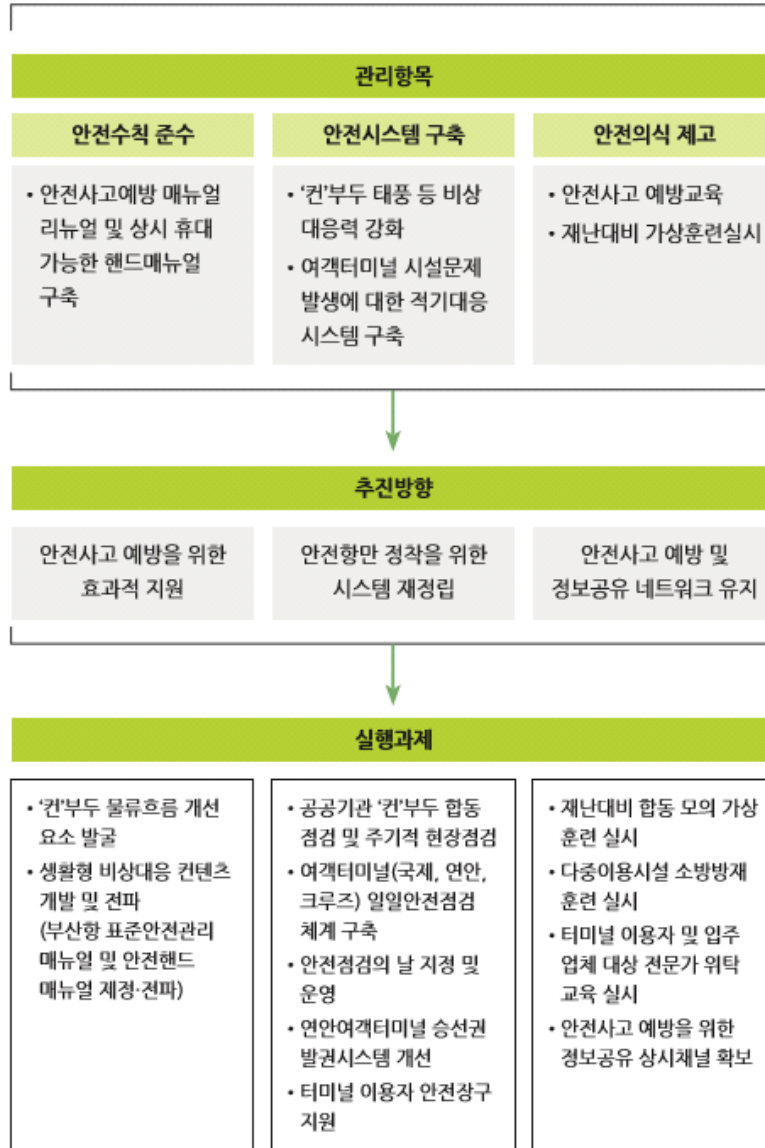 관리항목
안전수칙 준수
• 안전사고예방 매뉴얼
리뉴얼 및 상시 휴대
가능한 핸드매뉴얼
구축
안전시스템 구축
• ‘컨’부두 태풍 등 비상
대응력 강화
• 여객터미널 시설문제
발생에 대한 적기대응
시스템 구축
안전의식 제고
• 안전사고 예방교육
• 재난대비 가상훈련실시
추진방향
안전사고 예방을 위한
효과적 지원
안전항만 정착을 위한
시스템 재정립
안전사고 예방 및
정보공유 네트워크 유지
실행과제
• ‘컨’부두 물류흐름 개선
요소 발굴
• 생활형 비상대응 컨텐츠
개발 및 전파
(부산항 표준안전관리
매뉴얼 및 안전핸드
매뉴얼 제정·전파)
• 공공기관 ‘컨’부두 합동
점검 및 주기적 현장점검
• 여객터미널(국제, 연안,
크루즈) 일일안전점검
체계 구축
• 안전점검의 날 지정 및
운영
• 연안여객터미널 승선권
발권시스템 개선
• 터미널 이용자 안전장구
지원
• 재난대비 합동 모의 가상
훈련 실시
• 다중이용시설 소방방재
훈련 실시
• 터미널 이용자 및 입주
업체 대상 전문가 위탁
교육 실시
• 안전사고 예방을 위한
정보공유 상시채널 확보